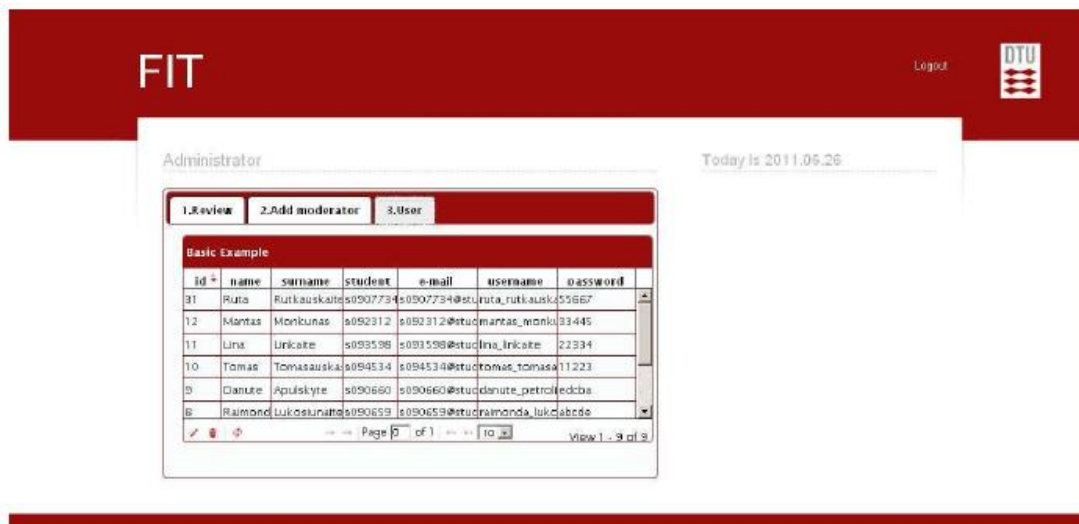 FIT
Logout
DTU
Administrator
Today is 2011.06.26
1.Review 2.Add moderator 3.User
Basic Example
id name surname student e-mail username password
31 Ruta Rutkauskaite s0907734 s0907734@stu ruta_rutkausk 55667
12 Mantas Monkunas s092312 s092312@stud mantas_monku 33445
11 Lina Linkaite s093598 s093598@stud lina_linkaite 22334
10 Tomas Tomasauska s094534 s094534@stud tomas_tomasa 11223
9 Danute Apulskyte s090660 s090660@stud danute_petroli edcba
8 Raimond Lukosiunaite s090659 s090659@stud raimonda_luko abcde
Page 0 of 1 10 View 1 - 9 of 9